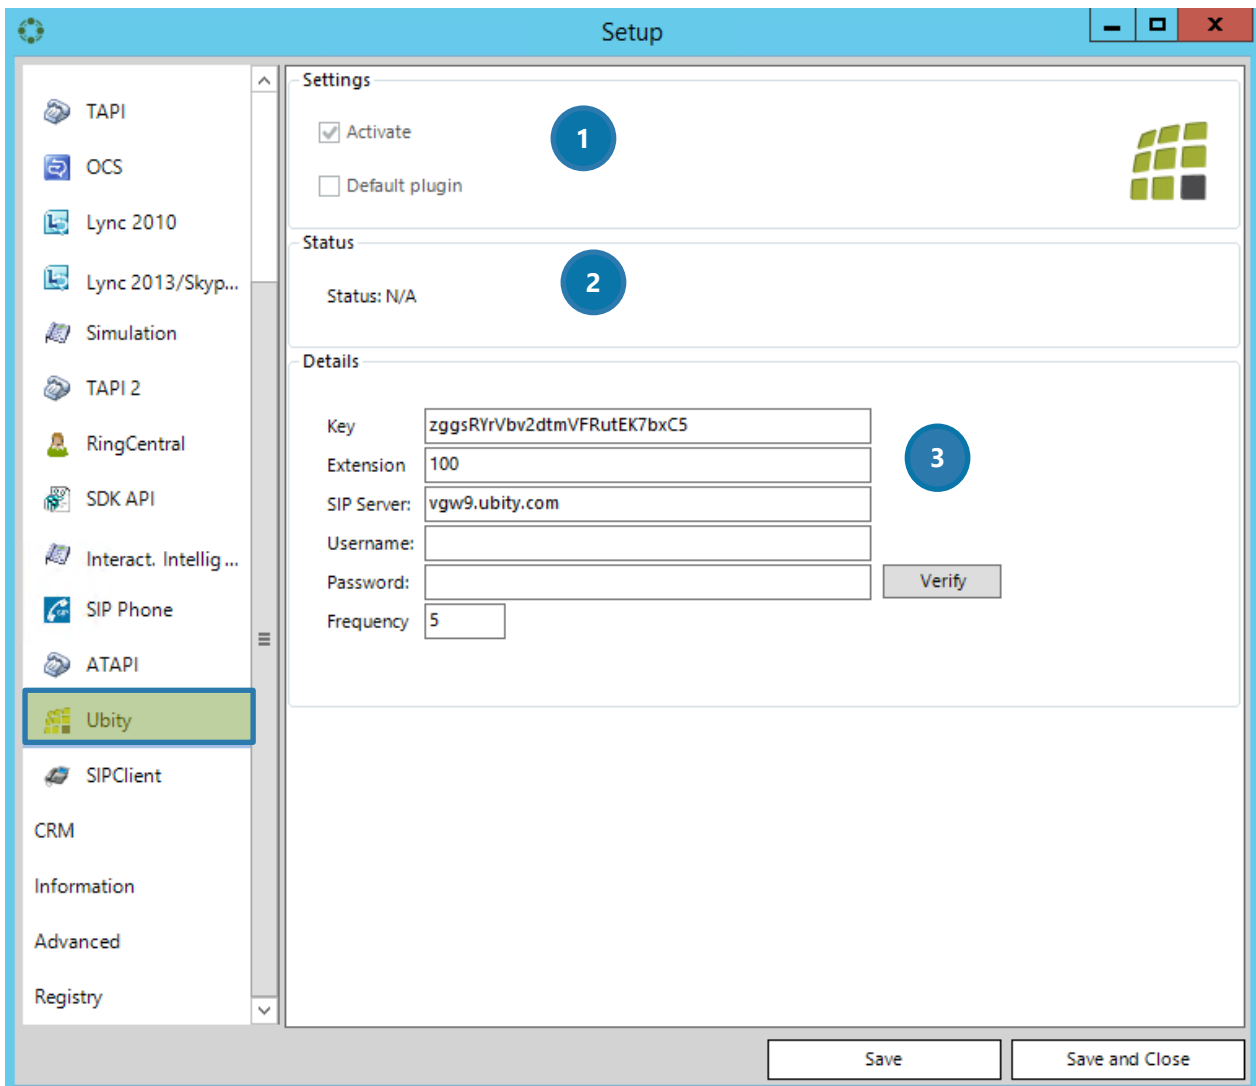 Setup
TAPI
OCS
Lync 2010
Lync 2013/Skyp...
Simulation
TAPI 2
RingCentral
SDK API
Interact. Intellig ...
SIP Phone
ATAPI
Ubity
SIPClient
CRM
Information
Advanced
Registry
Settings
Activate
1
Default plugin
Status
Status: N/A
2
Details
Key zggsRYrVbv2dtmVFRutEK7bxC5
3
Extension 100
SIP Server: vgw9.ubity.com
Username:
Password: Verify
Frequency 5
Save Save and Close